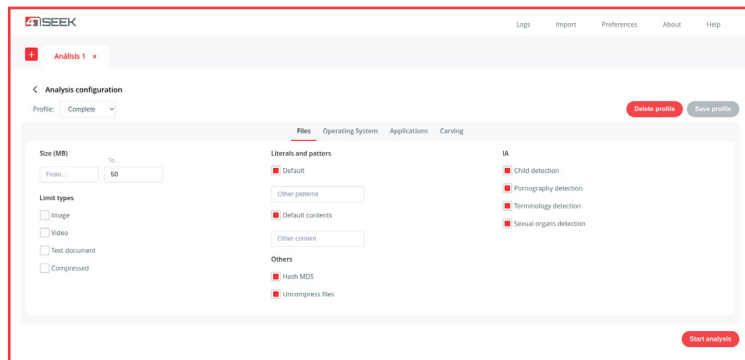 4n SEEK
Logs Import Preferences About Help
+ Análisis 1 ×
< Analysis configuration
Profile: Complete
Delete profile Save profile
Files Operating System Applications Carving
Size (MB)
To...
From... 50
Limit types
Image
Video
Text document
Compressed
Literals and patters
Default
Other patterns
Default contents
Other content
Others
Hash MD5
Uncompress files
IA
Child detection
Pornography detection
Terminology detection
Sexual organs detection
Start analysis